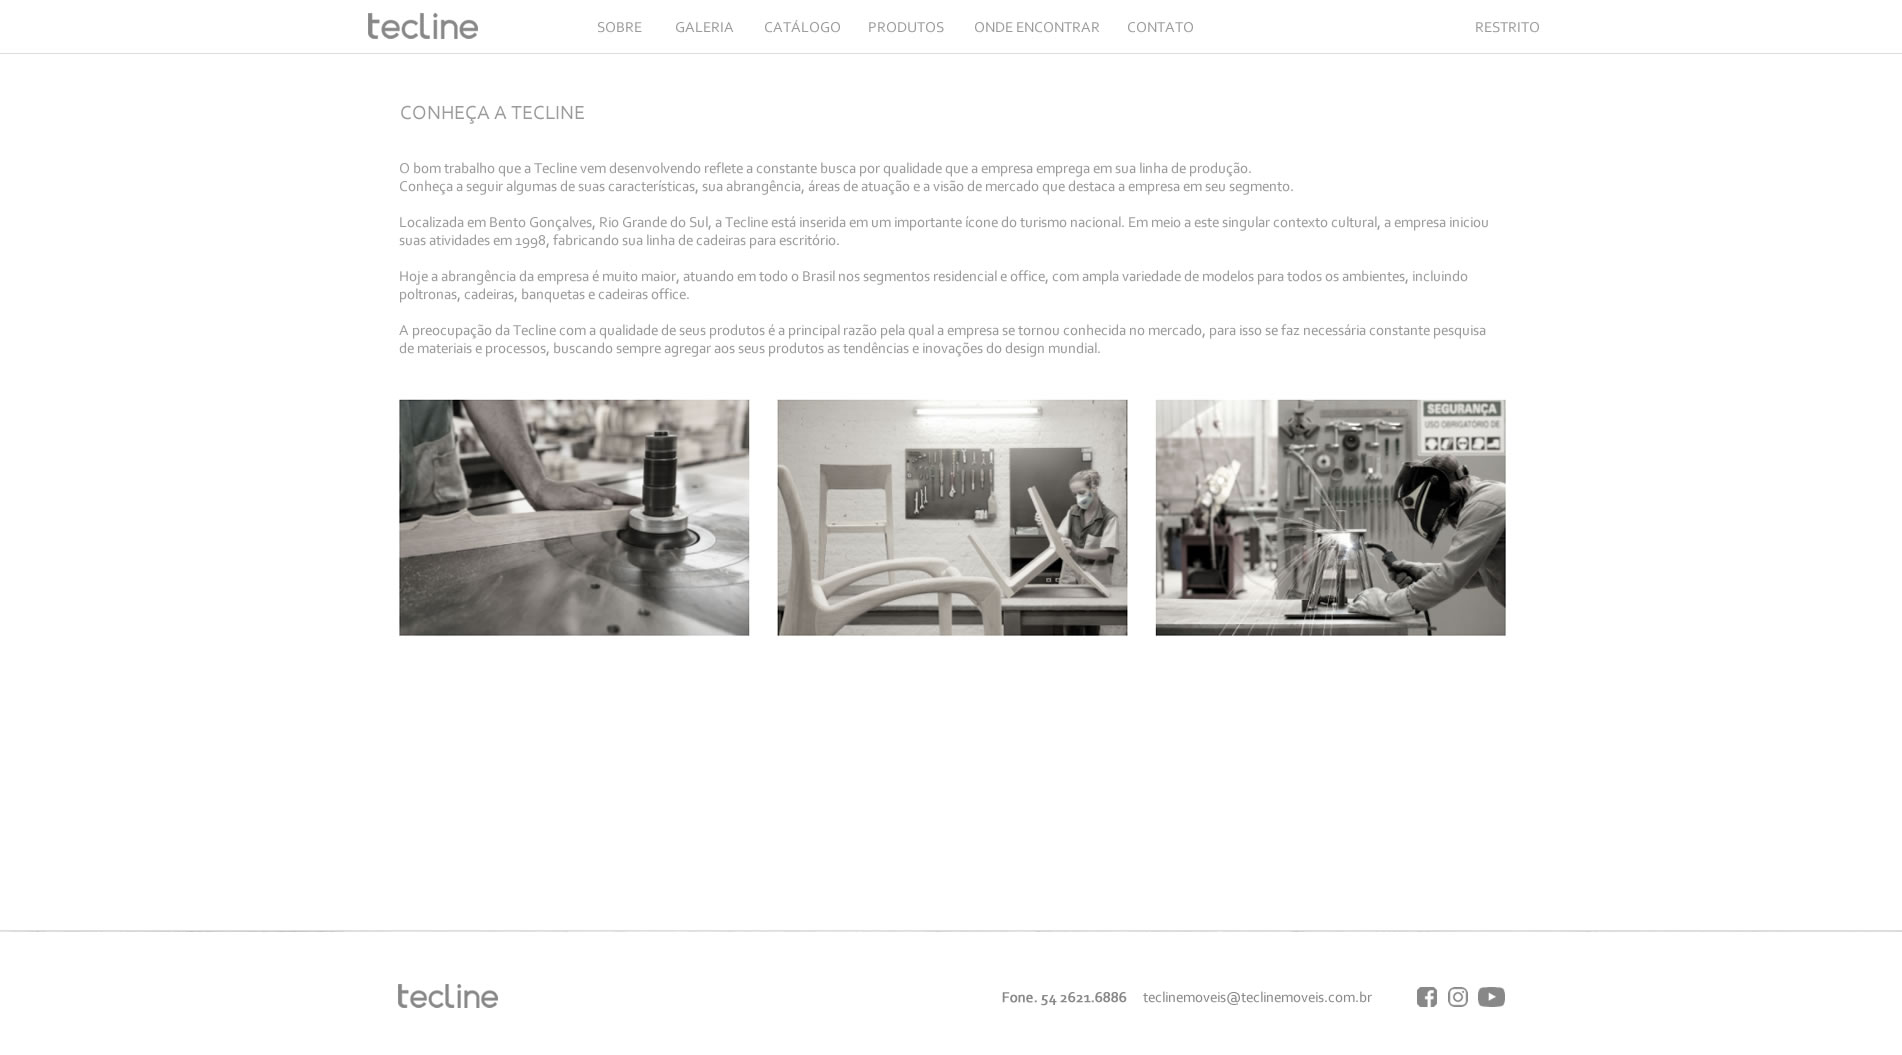 tecline
SOBRE
GALERIA
CATÁLOGO
PRODUTOS
ONDE ENCONTRAR
CONTATO
RESTRITO
CONHEÇA A TECLINE
O bom trabalho que a Tecline vem desenvolvendo reflete a constante busca por qualidade que a empresa emprega em sua linha de produção.
Conheça a seguir algumas de suas características, sua abrangência, áreas de atuação e a visão de mercado que destaca a empresa em seu segmento.
Localizada em Bento Gonçalves, Rio Grande do Sul, a Tecline está inserida em um importante ícone do turismo nacional. Em meio a este singular contexto cultural, a empresa iniciou
suas atividades em 1998, fabricando sua linha de cadeiras para escritório.
Hoje a abrangência da empresa é muito maior, atuando em todo o Brasil nos segmentos residencial e office, com ampla variedade de modelos para todos os ambientes, incluindo
poltronas, cadeiras, banquetas e cadeiras office.
A preocupação da Tecline com a qualidade de seus produtos é a principal razão pela qual a empresa se tornou conhecida no mercado, para isso se faz necessária constante pesquisa
de materiais e processos, buscando sempre agregar aos seus produtos as tendências e inovações do design mundial.
SEGURANÇA
USO OBRIGATÓRIO DE
tecline
Fone. 54 2621.6886
teclinemoveis@teclinemoveis.com.br